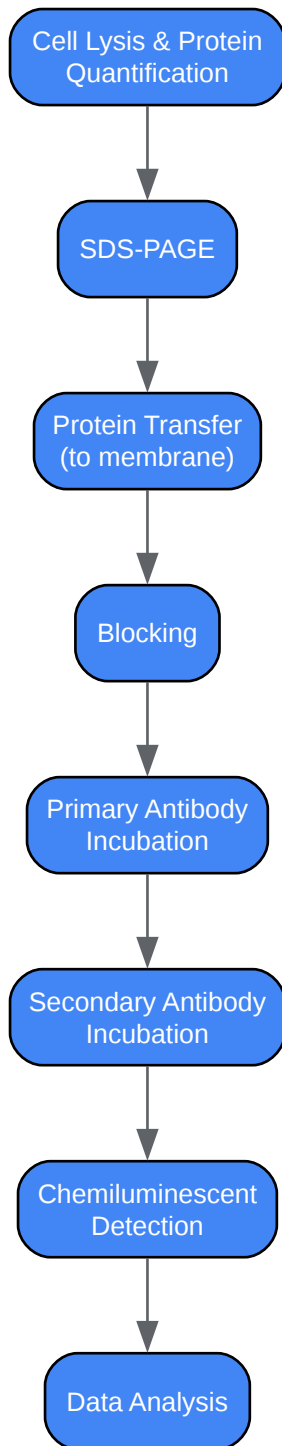 Cell Lysis & Protein
Quantification
SDS-PAGE
Protein Transfer
(to membrane)
Blocking
Primary Antibody
Incubation
Secondary Antibody
Incubation
Chemiluminescent
Detection
Data Analysis